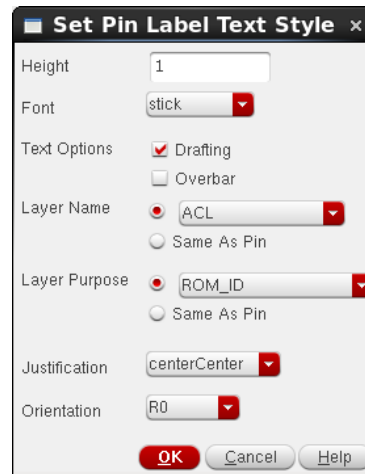 Set Pin Label Text Style
Height 1
Font stick
Text Options Drafting
Overbar
Layer Name ACL
Same As Pin
Layer Purpose ROM_ID
Same As Pin
Justification centerCenter
Orientation R0
OK Cancel Help